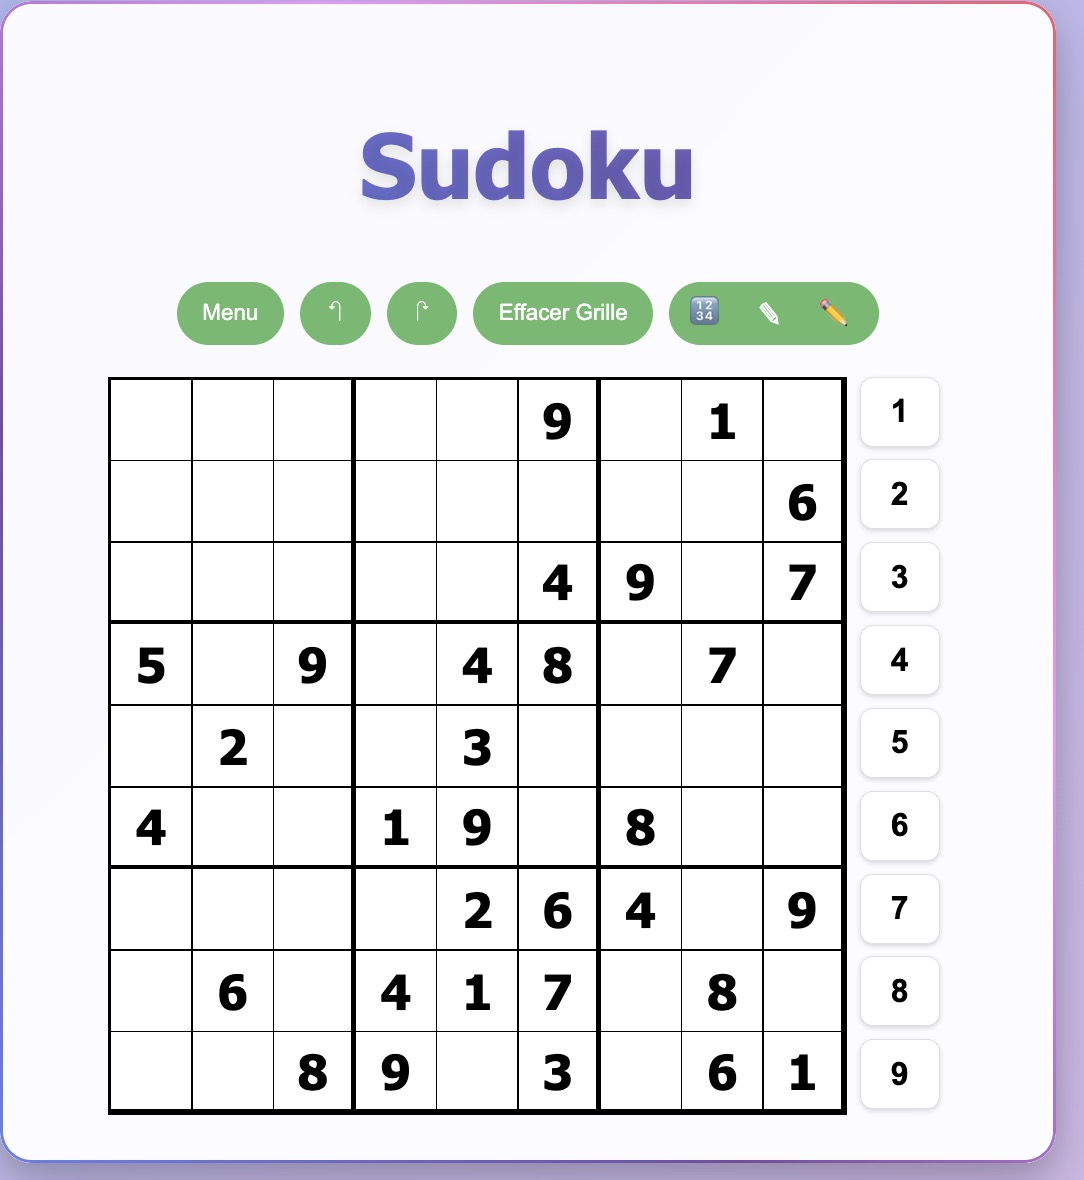 Sudoku
Menu ↰ ↱ Effacer Grille 🔢 ✎ ✏️
9 1 1
6 2
4 9 7 3
5 9 4 8 7 4
2 3 5
4 1 9 8 6
2 6 4 9 7
6 4 1 7 8 8
8 9 3 6 1 9